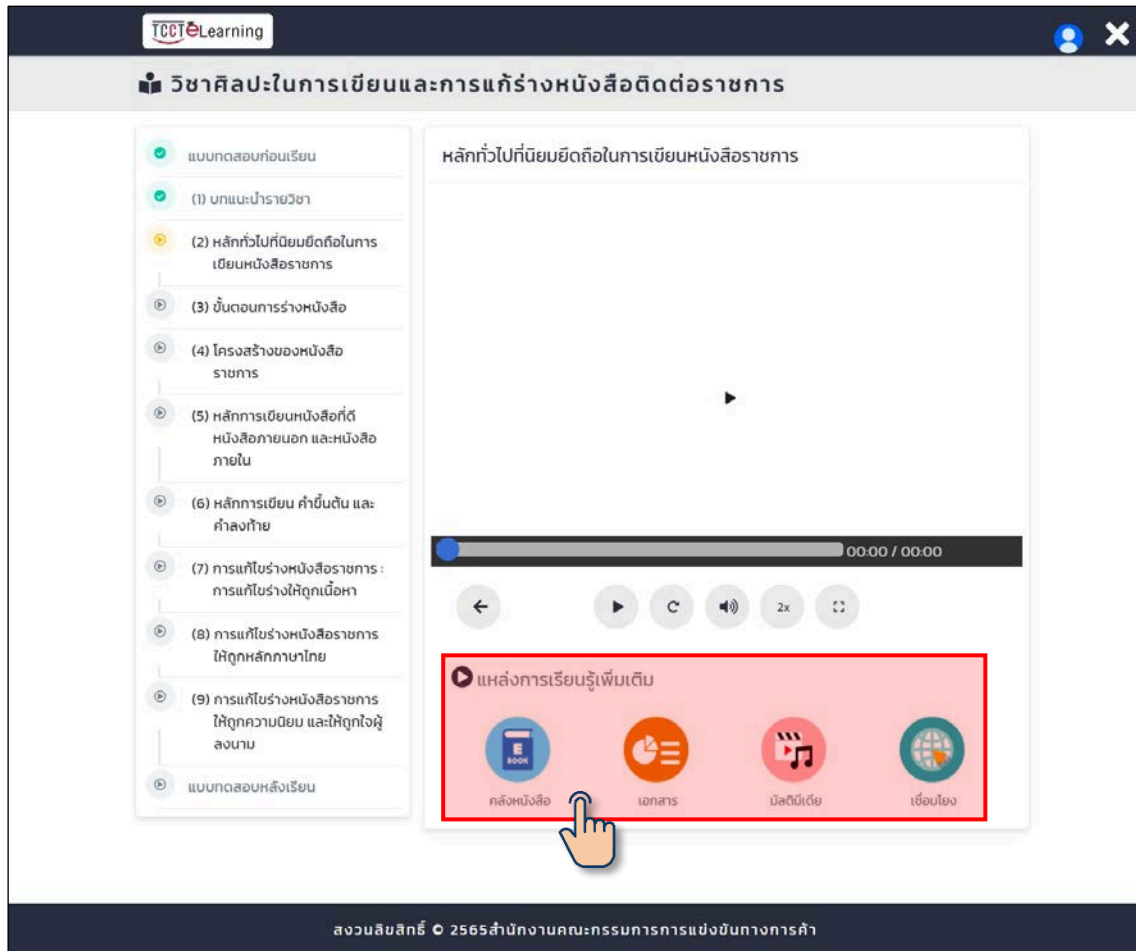 TCCTeLearning
วิชาศิลปะในการเขียนและการแก้ร่างหนังสือติดต่อราชการ
แบบทดสอบก่อนเรียน
(1) บทแนะนำรายวิชา
(2) หลักทั่วไปที่นิยมยึดถือในการ
เขียนหนังสือราชการ
(3) ขั้นตอนการร่างหนังสือ
(4) โครงสร้างของหนังสือ
ราชการ
(5) หลักการเขียนหนังสือที่ดี
หนังสือภายนอก และหนังสือ
ภายใน
(6) หลักการเขียน คำขึ้นต้น และ
คำลงท้าย
(7) การแก้ไขร่างหนังสือราชการ :
การแก้ไขร่างให้ถูกเนื้อหา
(8) การแก้ไขร่างหนังสือราชการ
ให้ถูกหลักภาษาไทย
(9) การแก้ไขร่างหนังสือราชการ
ให้ถูกความนิยม และให้ถูกใจผู้
ลงนาม
แบบทดสอบหลังเรียน
หลักทั่วไปที่นิยมยึดถือในการเขียนหนังสือราชการ
00:00 / 00:00
2x
แหล่งการเรียนรู้เพิ่มเติม
E
BOOK
คลังหนังสือ
เอกสาร
มัลติมีเดีย
เชื่อมโยง
สงวนลิขสิทธิ์ © 2565สำนักงานคณะกรรมการการแข่งขันทางการค้า